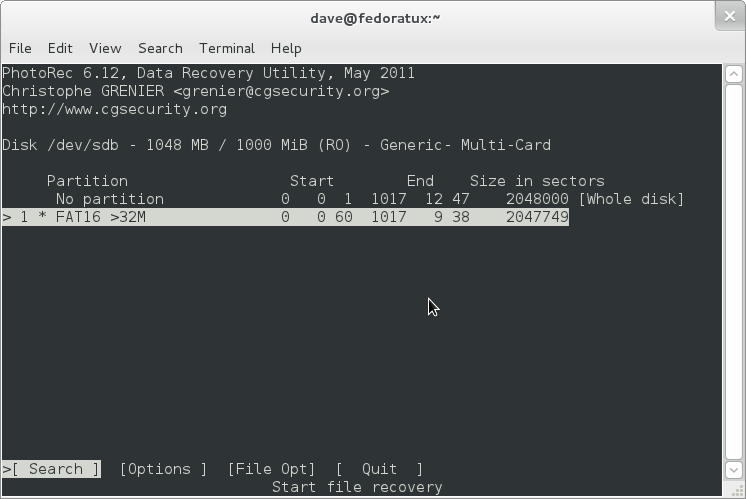 dave@fedoratux:~
File Edit View Search Terminal Help
PhotoRec 6.12, Data Recovery Utility, May 2011
Christophe GRENIER <grenier@cgsecurity.org>
http://www.cgsecurity.org
Disk /dev/sdb - 1048 MB / 1000 MiB (RO) - Generic- Multi-Card
Partition Start End Size in sectors
No partition 0 0 1 1017 12 47 2048000 [Whole disk]
> 1 * FAT16 >32M 0 0 60 1017 9 38 2047749
>[ Search ] [Options ] [File Opt] [ Quit ]
Start file recovery